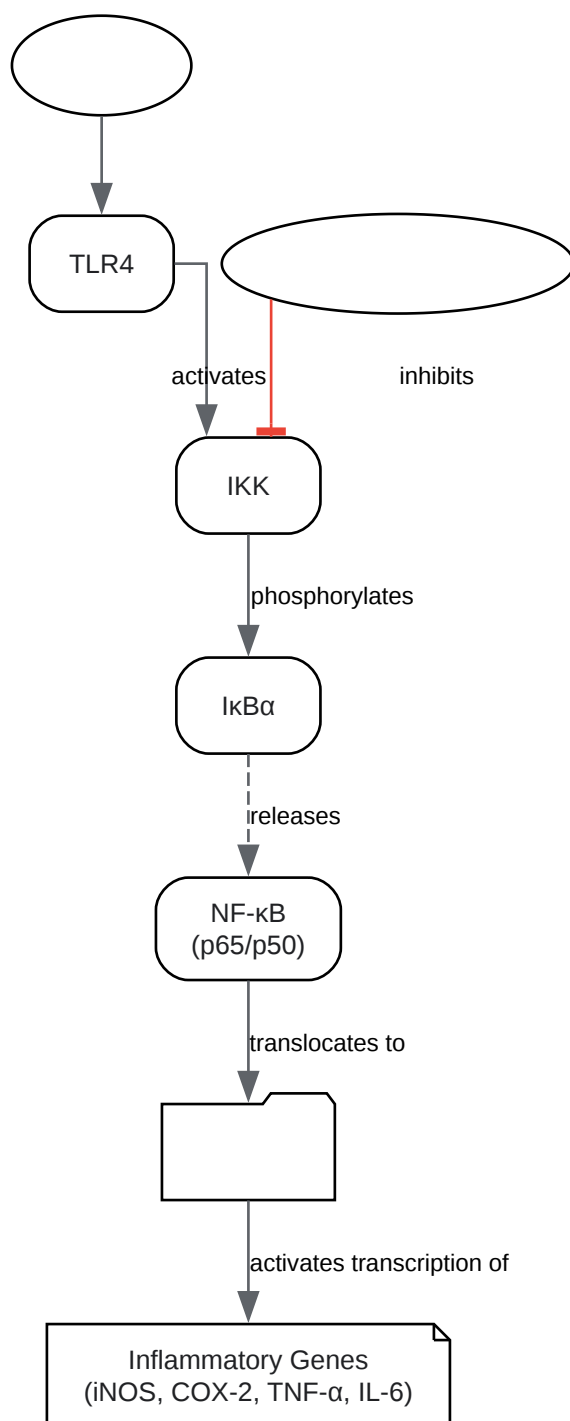 TLR4
activates
inhibits
IKK
phosphorylates
IκBα
releases
NF-κB
(p65/p50)
translocates to
activates transcription of
Inflammatory Genes
(iNOS, COX-2, TNF-α, IL-6)